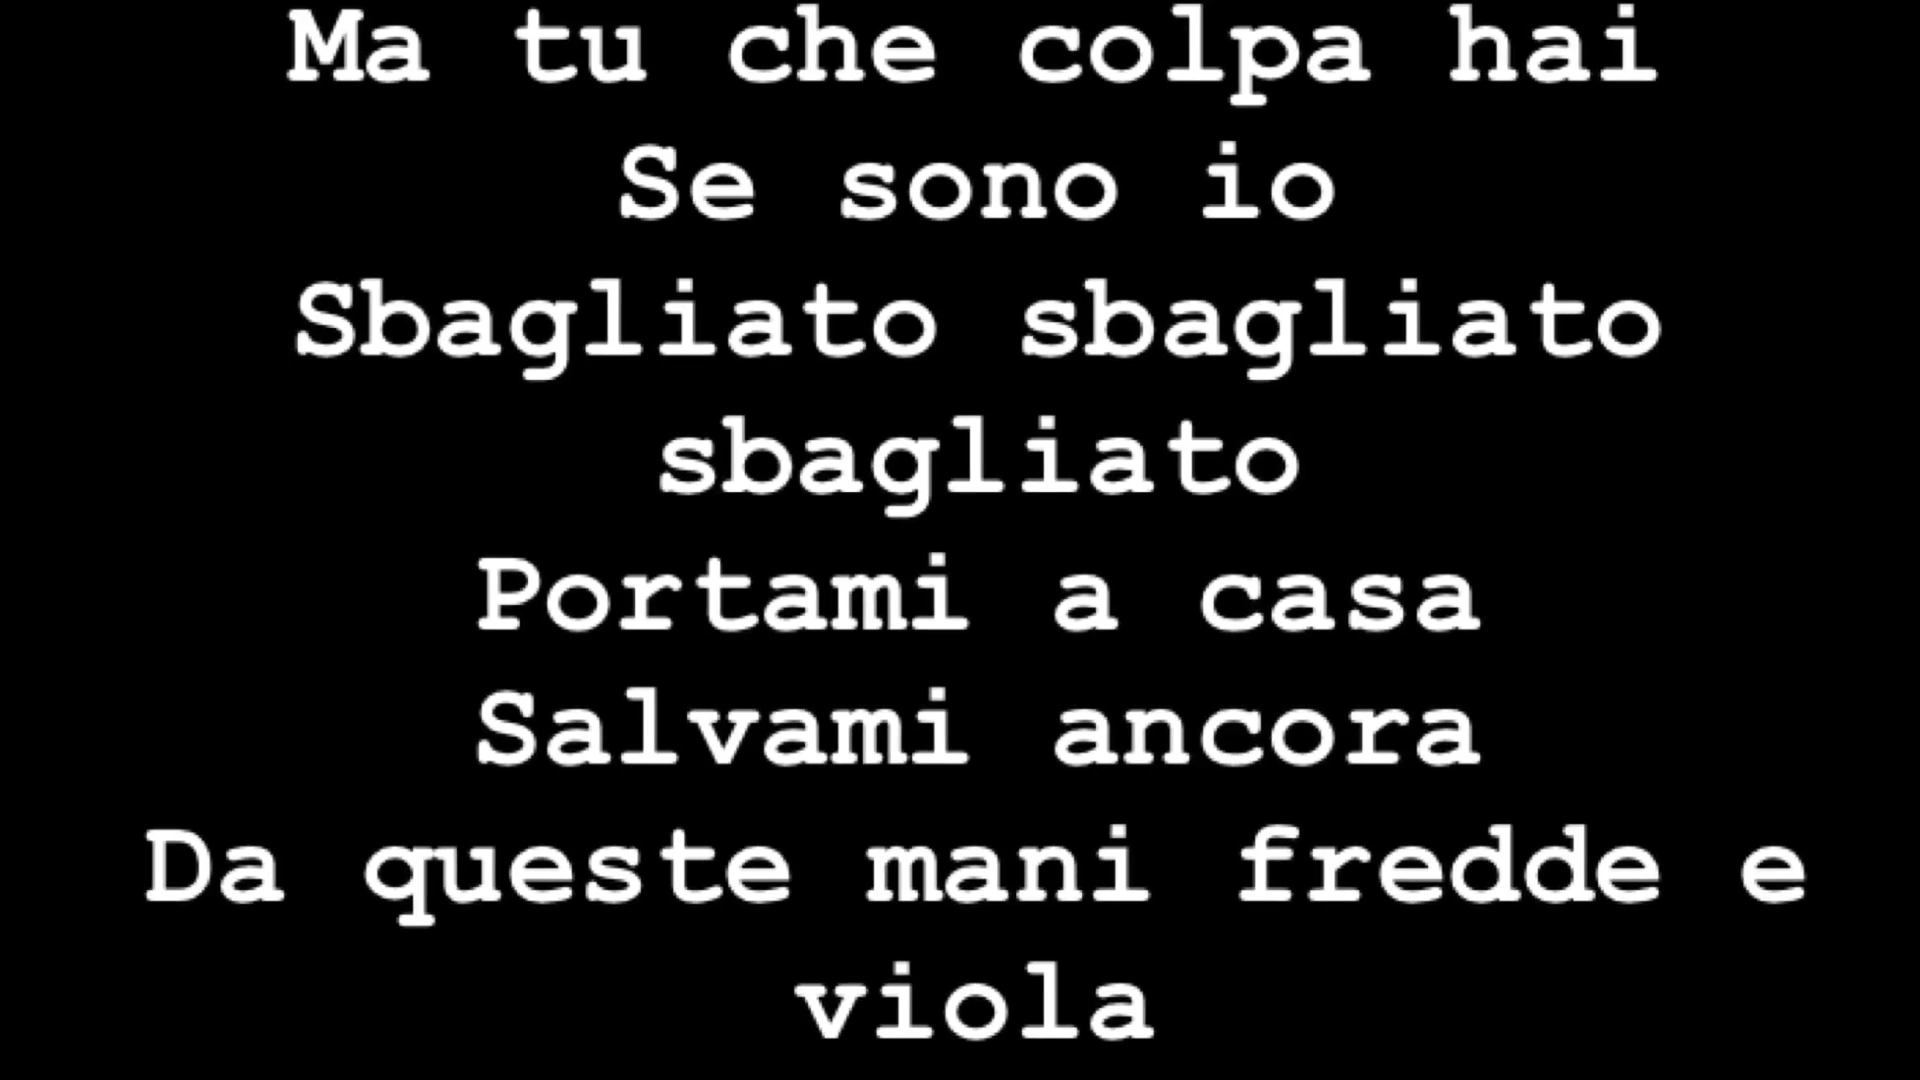 Ma tu che colpa hai
Se sono io
Sbagliato sbagliato
sbagliato
Portami a casa
Salvami ancora
Da queste mani fredde e
viola